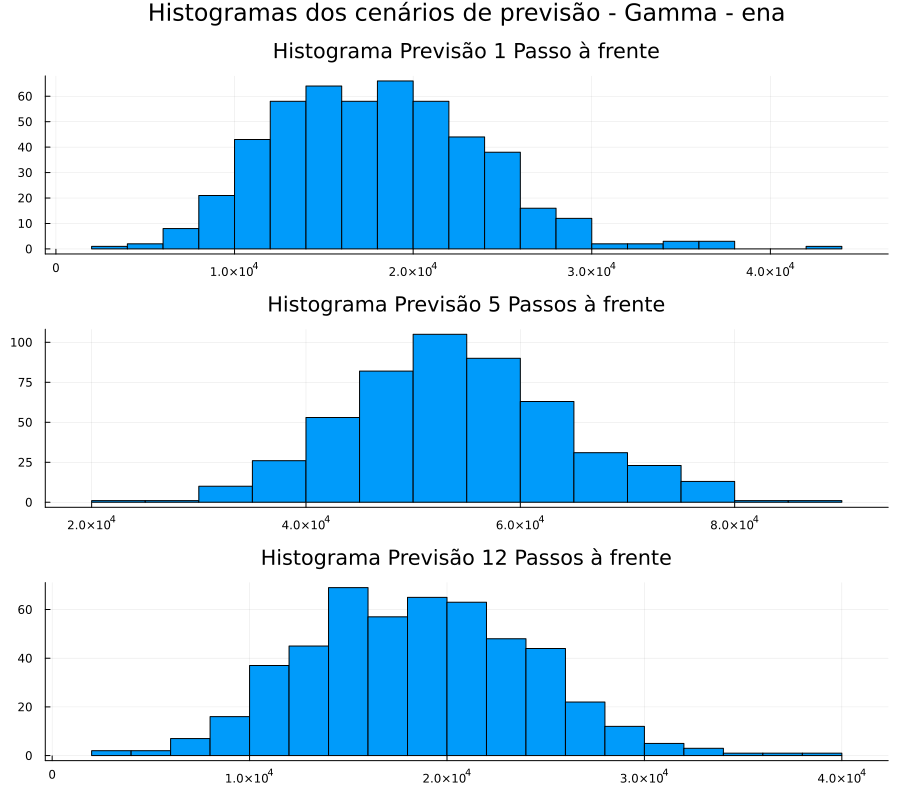 Histogramas dos cenários de previsão - Gamma - ena
Histograma Previsão 1 Passo à frente
60
50
40
30
20
10
0
0 1.0×10⁴ 2.0×10⁴ 3.0×10⁴ 4.0×10⁴
Histograma Previsão 5 Passos à frente
100
75
50
25
0
2.0×10⁴ 4.0×10⁴ 6.0×10⁴ 8.0×10⁴
Histograma Previsão 12 Passos à frente
60
40
20
0
0 1.0×10⁴ 2.0×10⁴ 3.0×10⁴ 4.0×10⁴